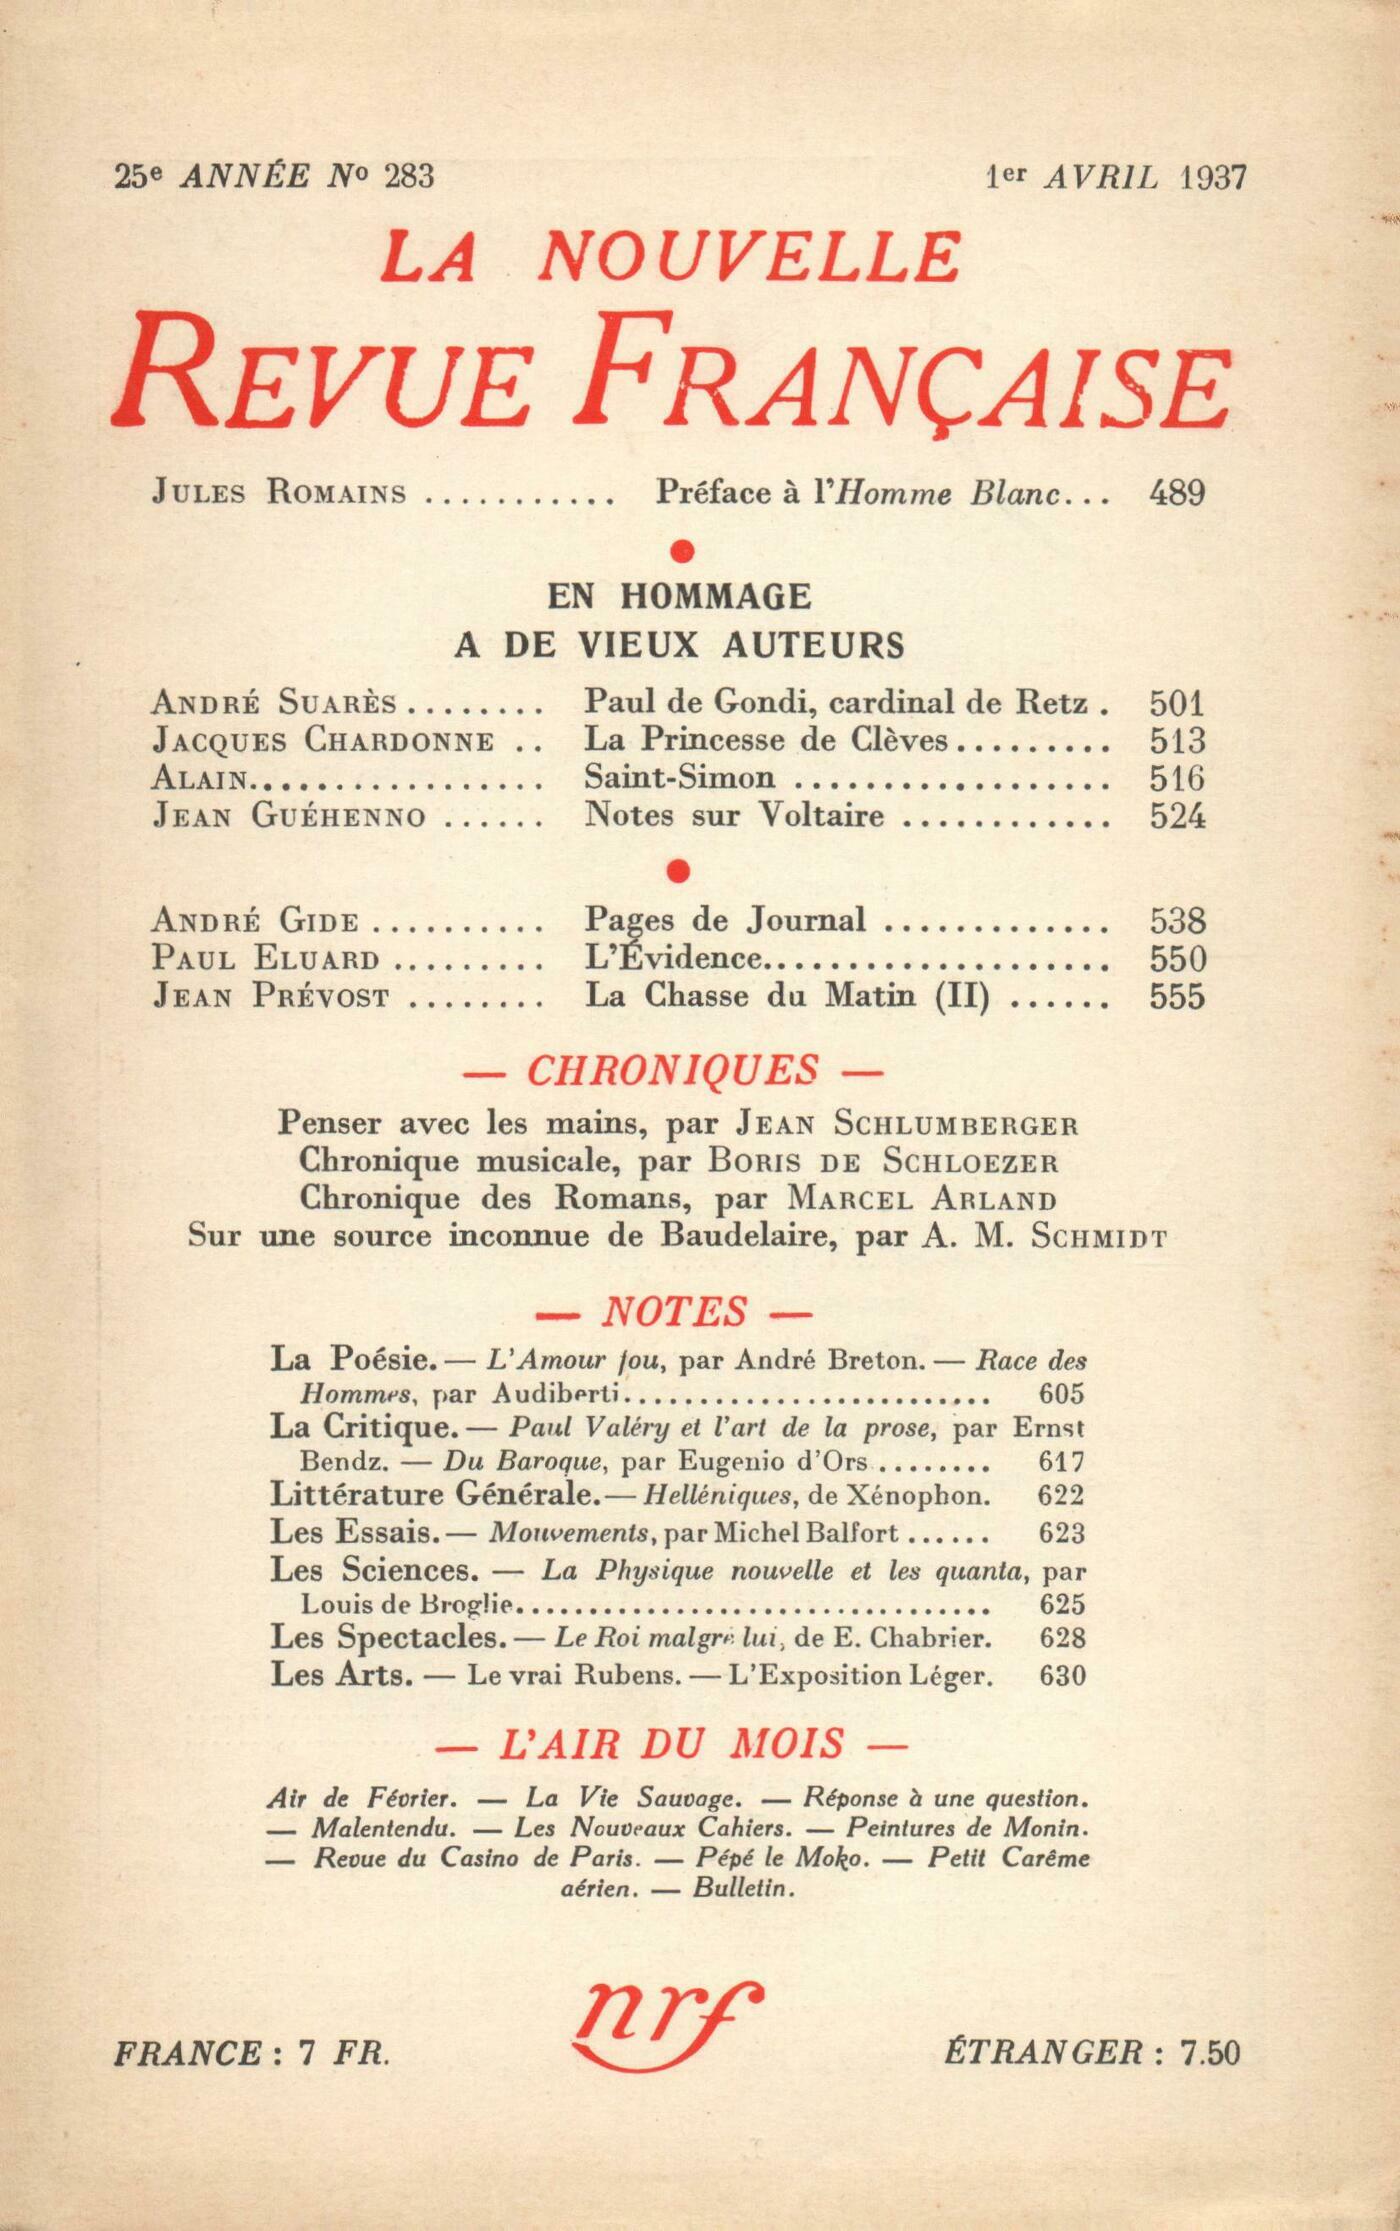 25e ANNÉE No 283 1er AVRIL 1937
LA NOUVELLE
REVUE FRANÇAISE
JULES ROMAINS ........... Préface à l'Homme Blanc... 489
EN HOMMAGE
A DE VIEUX AUTEURS
ANDRÉ SUARÈS ........ Paul de Gondi, cardinal de Retz . 501
JACQUES CHARDONNE .. La Princesse de Clèves ......... 513
ALAIN ................. Saint-Simon .................. 516
JEAN GUÉHENNO ...... Notes sur Voltaire ............ 524
ANDRÉ GIDE .......... Pages de Journal ............. 538
PAUL ELUARD ......... L'Évidence .................... 550
JEAN PRÉVOST ........ La Chasse du Matin (II) ...... 555
— CHRONIQUES —
Penser avec les mains, par JEAN SCHLUMBERGER
Chronique musicale, par BORIS DE SCHLOEZER
Chronique des Romans, par MARCEL ARLAND
Sur une source inconnue de Baudelaire, par A. M. SCHMIDT
— NOTES —
La Poésie. — L'Amour fou, par André Breton. — Race des
Hommes, par Audiberti ......................... 605
La Critique. — Paul Valéry et l'art de la prose, par Ernst
Bendz. — Du Baroque, par Eugenio d'Ors ........ 617
Littérature Générale. — Helléniques, de Xénophon. 622
Les Essais. — Mouvements, par Michel Balfort ...... 623
Les Sciences. — La Physique nouvelle et les quanta, par
Louis de Broglie ................................. 625
Les Spectacles. — Le Roi malgré lui, de E. Chabrier. 628
Les Arts. — Le vrai Rubens. — L'Exposition Léger. 630
— L'AIR DU MOIS —
Air de Février. — La Vie Sauvage. — Réponse à une question.
— Malentendu. — Les Nouveaux Cahiers. — Peintures de Monin.
— Revue du Casino de Paris. — Pépé le Moko. — Petit Carême
aérien. — Bulletin.
nrf
FRANCE : 7 FR. ÉTRANGER : 7.50